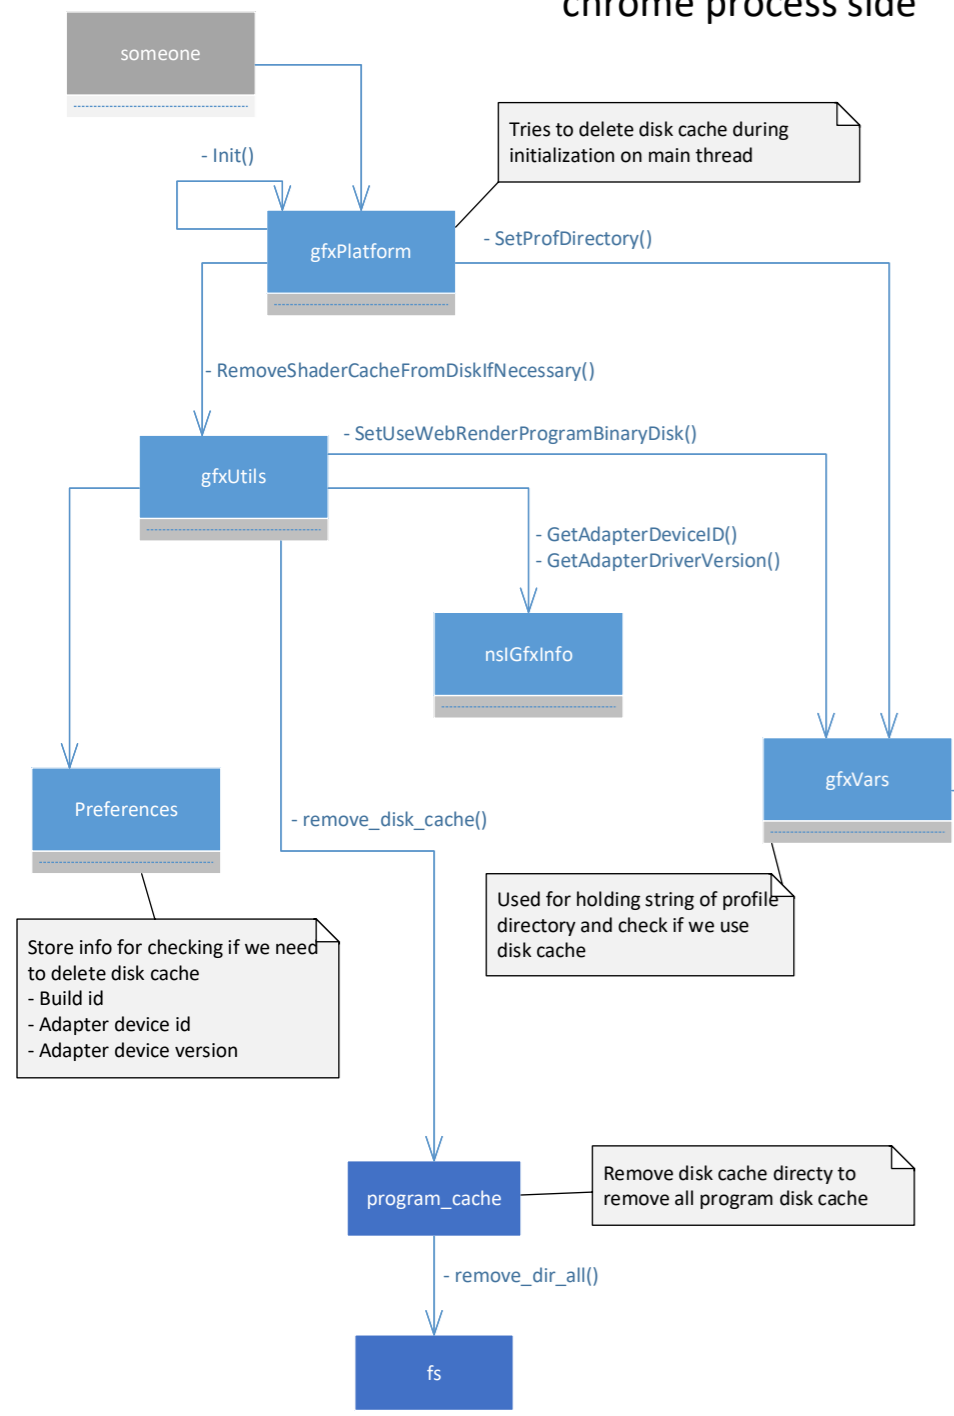 chrome process side
someone
Tries to delete disk cache during
initialization on main thread
- Init()
gfxPlatform
- SetProfDirectory()
- RemoveShaderCacheFromDiskIfNecessary()
- SetUseWebRenderProgramBinaryDisk()
gfxUtils
- GetAdapterDeviceID()
- GetAdapterDriverVersion()
nsIGfxInfo
gfxVars
Preferences
- remove_disk_cache()
Used for holding string of profile
directory and check if we use
disk cache
Store info for checking if we need
to delete disk cache
- Build id
- Adapter device id
- Adapter device version
program_cache
Remove disk cache directy to
remove all program disk cache
- remove_dir_all()
fs